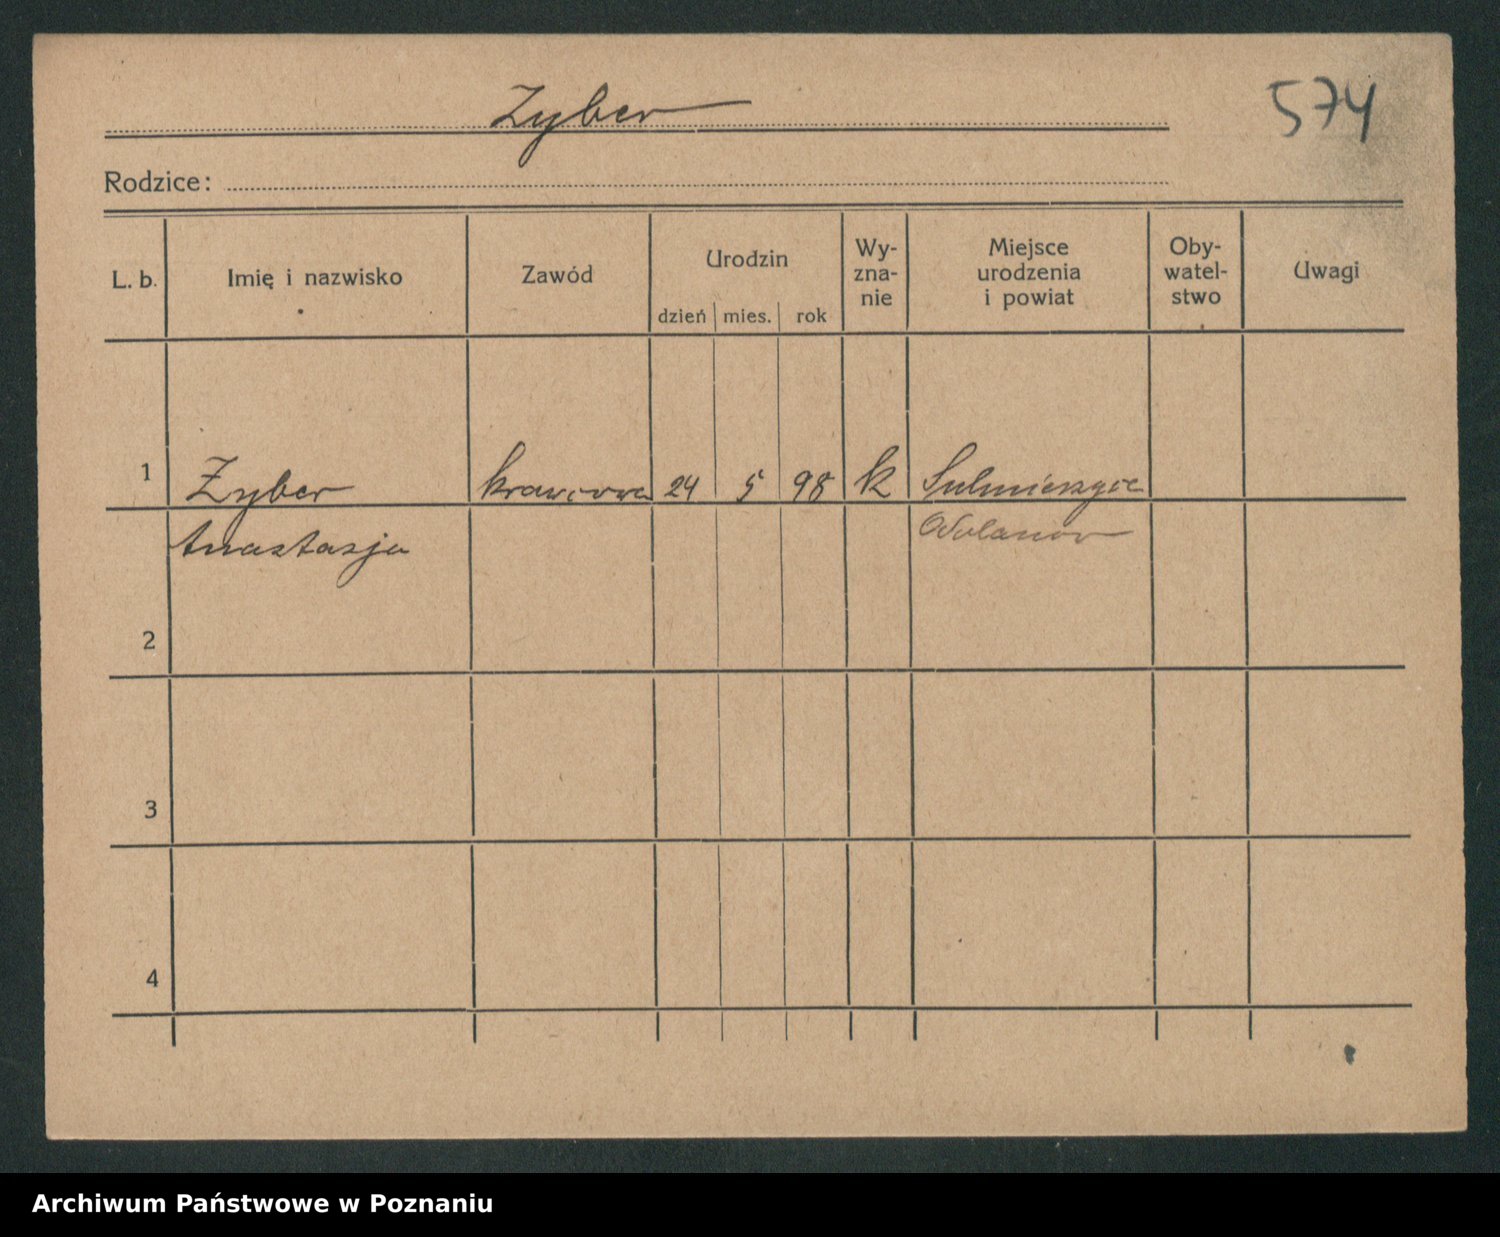 Zyber
574
Rodzice:
L. b.
Imię i nazwisko
Zawód
Urodzin
dzień
mies.
rok
Wy-
zna-
nie
Miejsce
urodzenia
i powiat
Oby-
watel-
stwo
Uwagi
1
Zyber
krawcowa
24
5
98
k
Sulmierzyce
Anastazja
Odolanow
2
3
4
Archiwum Państwowe w Poznaniu